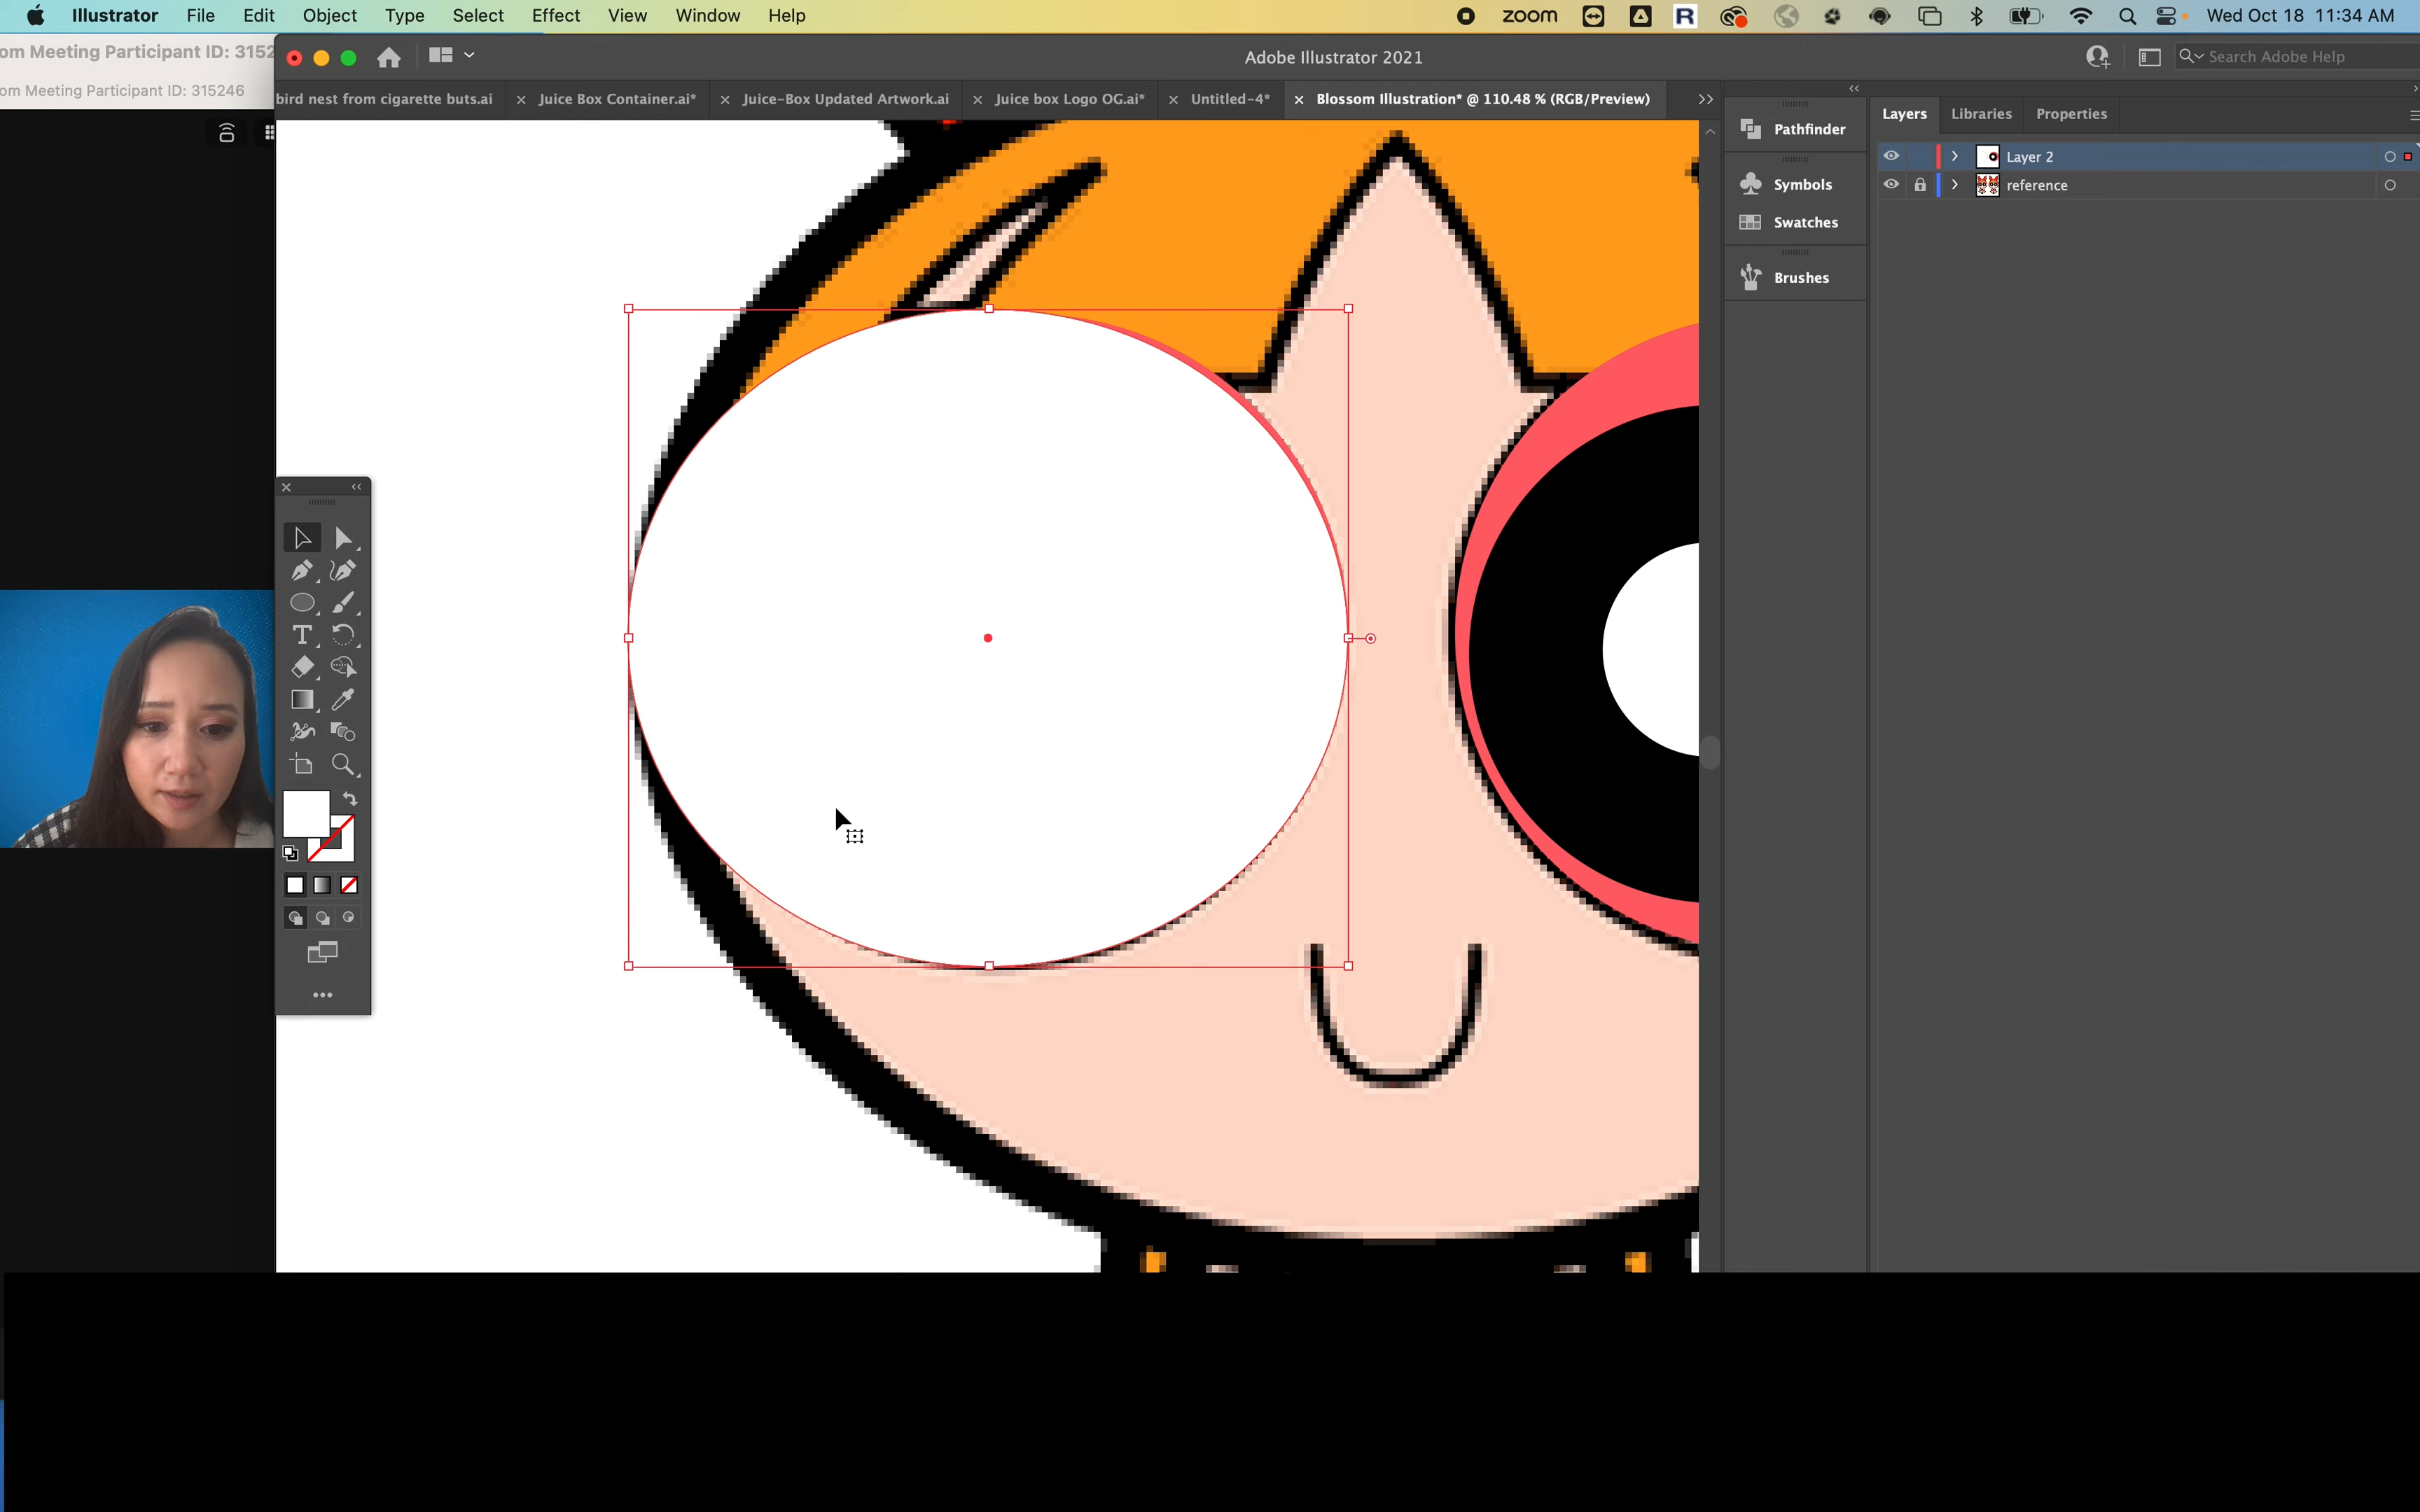 Illustrator File Edit Object Type Select Effect View Window Help zoom R Wed Oct 18 11:34 AM
om Meeting Participant ID: 3152
om Meeting Participant ID: 315246
Adobe Illustrator 2021
Search Adobe Help
bird nest from cigarette buts.ai
Juice Box Container.ai*
Juice-Box Updated Artwork.ai
Juice box Logo OG.ai*
Untitled-4*
Blossom Illustration* @ 110.48 % (RGB/Preview)
Pathfinder
Symbols
Swatches
Brushes
Layers Libraries Properties
Layer 2
reference